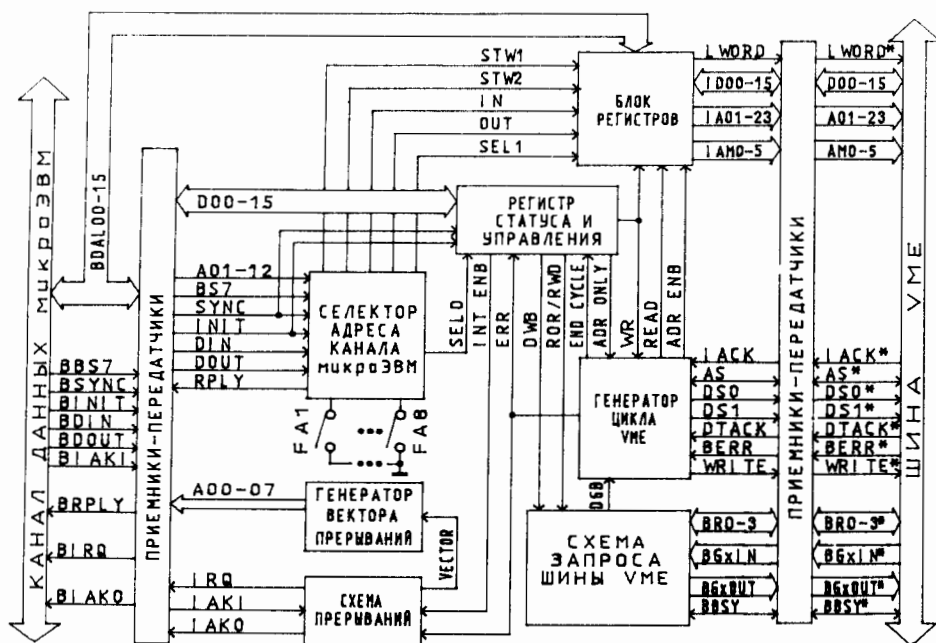 КАНАЛ ДАННЫХ микроЭВМ
BDAL00-15
BBS7
BSYNC
BINIT
BDIN
BDOUT
BIAKI
BRPLY
BIRQ
BIAKO
ПРИЕМНИКИ-ПЕРЕДАТЧИКИ
STW1
STW2
IN
OUT
SEL1
D00-15
A01-12
BS7
SYNC
INIT
DIN
DOUT
RPLY
СЕЛЕКТОР
АДРЕСА
КАНАЛА
микроЭВМ
FA1
FA8
A00-07
ГЕНЕРАТОР
ВЕКТОРА
ПРЕРЫВАНИЙ
VECTOR
IRQ
IAKI
IAKO
СХЕМА
ПРЕРЫВАНИЙ
БЛОК
РЕГИСТРОВ
РЕГИСТР
СТАТУСА И
УПРАВЛЕНИЯ
SEL0
INT ENB
ERR
DWB
ROR/RWD
END CYCLE
ADR ONLY
WR
READ
ADR ENB
ГЕНЕРАТОР
ЦИКЛА
VME
DGB
СХЕМА
ЗАПРОСА
ШИНЫ VME
LWORD
ID00-15
IA01-23
IAM0-5
IACK
AS
DS0
DS1
DTACK
BERR
WRITE
BR0-3
BGxIN
BGxOUT
BBSY
ПРИЕМНИКИ-ПЕРЕДАТЧИКИ
LWORD*
D00-15
A01-23
AM0-5
IACK*
AS*
DS0*
DS1*
DTACK*
BERR*
WRITE*
BR0-3*
BGxIN*
BGxOUT*
BBSY*
ШИНА VME